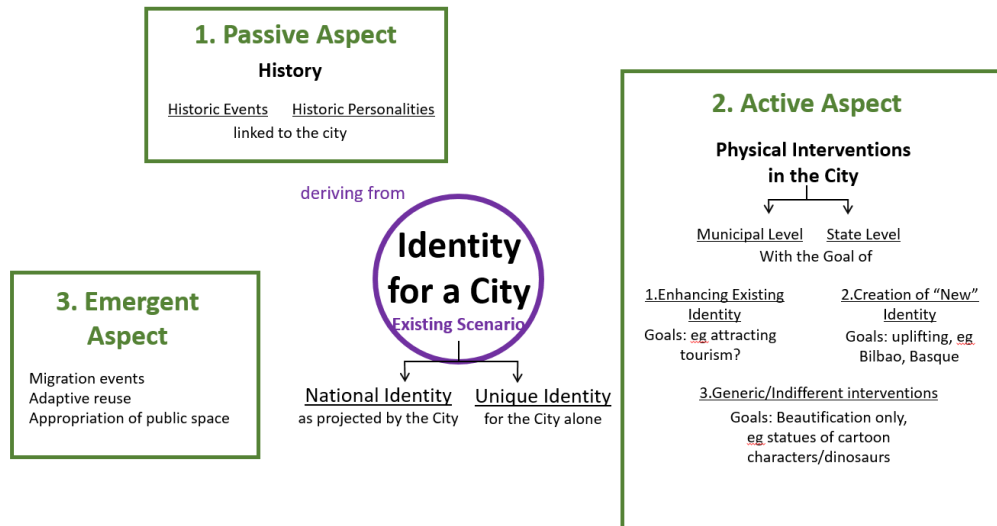 1. Passive Aspect
History
Historic Events Historic Personalities
linked to the city
deriving from
Identity
for a City
Existing Scenario
National Identity
as projected by the City
Unique Identity
for the City alone
2. Active Aspect
Physical Interventions
in the City
Municipal Level State Level
With the Goal of
1.Enhancing Existing
Identity
Goals: eg attracting
tourism?
2.Creation of “New”
Identity
Goals: uplifting, eg
Bilbao, Basque
3.Generic/Indifferent interventions
Goals: Beautification only,
eg statues of cartoon
characters/dinosaurs
3. Emergent
Aspect
Migration events
Adaptive reuse
Appropriation of public space